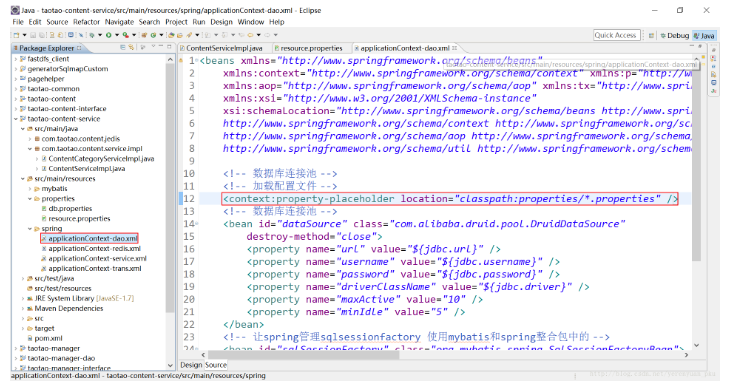 Java - taotao-content-service/src/main/resources/spring/applicationContext-dao.xml - Eclipse
File Edit Source Refactor Navigate Search Project Run Design Window Help
Quick Access
Debug
Java
Package Explorer
fastdfs_client
generatorSqlmapCustom
pagehelper
taotao-common
taotao-content
taotao-content-interface
taotao-content-service
src/main/java
com.taotao.content.jedis
com.taotao.content.service.impl
ContentCategoryServiceImpl.java
ContentServiceImpl.java
src/main/resources
mybatis
properties
db.properties
resource.properties
spring
applicationContext-dao.xml
applicationContext-redis.xml
applicationContext-service.xml
applicationContext-trans.xml
src/test/java
src/test/resources
JRE System Library [JavaSE-1.7]
Maven Dependencies
src
target
pom.xml
taotao-manager
taotao-manager-dao
taotao-manager-interface
ContentServiceImpl.java
resource.properties
applicationContext-dao.xml
1 <beans xmlns="http://www.springframework.org/schema/beans"
2 xmlns:context="http://www.springframework.org/schema/context" xmlns:p="http://w
3 xmlns:aop="http://www.springframework.org/schema/aop" xmlns:tx="http://www.spri
4 xmlns:xsi="http://www.w3.org/2001/XMLSchema-instance"
5 xsi:schemaLocation="http://www.springframework.org/schema/beans http://www.spri
6 http://www.springframework.org/schema/context http://www.springframework.org/sc
7 http://www.springframework.org/schema/aop http://www.springframework.org/schema,
8 http://www.springframework.org/schema/util http://www.springframework.org/schem
9
10 <!-- 数据库连接池 -->
11 <!-- 加载配置文件 -->
12 <context:property-placeholder location="classpath:properties/*.properties" />
13 <!-- 数据库连接池 -->
14 <bean id="dataSource" class="com.alibaba.druid.pool.DruidDataSource"
15 destroy-method="close">
16 <property name="url" value="${jdbc.url}" />
17 <property name="username" value="${jdbc.username}" />
18 <property name="password" value="${jdbc.password}" />
19 <property name="driverClassName" value="${jdbc.driver}" />
20 <property name="maxActive" value="10" />
21 <property name="minIdle" value="5" />
22 </bean>
23 <!-- 让spring管理sqlsessionfactory 使用mybatis和spring整合包中的 -->
24 <bean id="sqlSessionFactory" class="org.mybatis.spring.SqlSessionFactoryBean">
Design Source
applicationContext-dao.xml - taotao-content-service/src/main/resources/spring